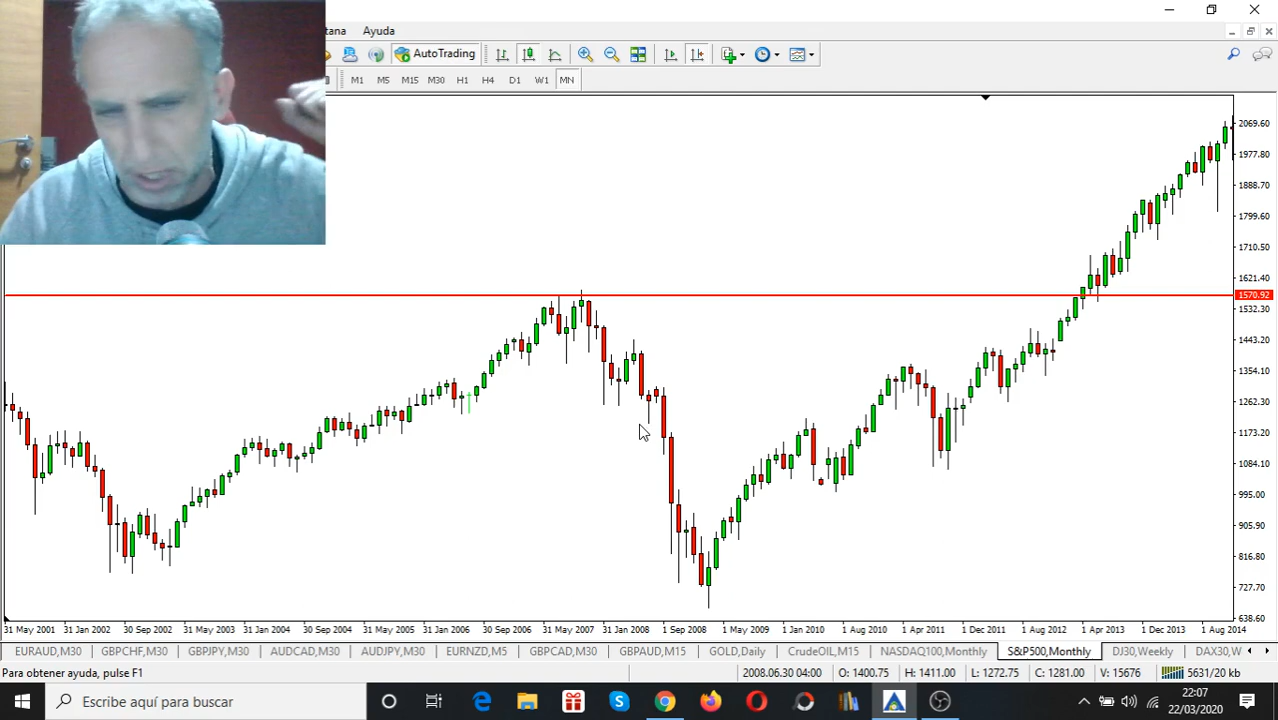 tana Ayuda
AutoTrading
M1 M5 M15 M30 H1 H4 D1 W1 MN
2069.60
1977.80
1888.70
1799.60
1710.50
1621.40
1570.92
1532.30
1443.20
1354.10
1262.30
1173.20
1084.10
995.00
905.90
816.80
727.70
638.60
31 May 2001 31 Jan 2002 30 Sep 2002 31 May 2003 31 Jan 2004 30 Sep 2004 31 May 2005 31 Jan 2006 30 Sep 2006 31 May 2007 31 Jan 2008 1 Sep 2008 1 May 2009 1 Jan 2010 1 Aug 2010 1 Apr 2011 1 Dec 2011 1 Aug 2012 1 Apr 2013 1 Dec 2013 1 Aug 2014
EURAUD,M30 GBPCHF,M30 GBPJPY,M30 AUDCAD,M30 AUDJPY,M30 EURNZD,M5 GBPCAD,M30 GBPAUD,M15 GOLD,Daily CrudeOIL,M15 NASDAQ100,Monthly S&P500,Monthly DJ30,Weekly DAX30,W
Para obtener ayuda, pulse F1 2008.06.30 04:00 O: 1400.75 H: 1411.00 L: 1272.75 C: 1281.00 V: 15676 5631/20 kb
Escribe aquí para buscar
22:07
22/03/2020